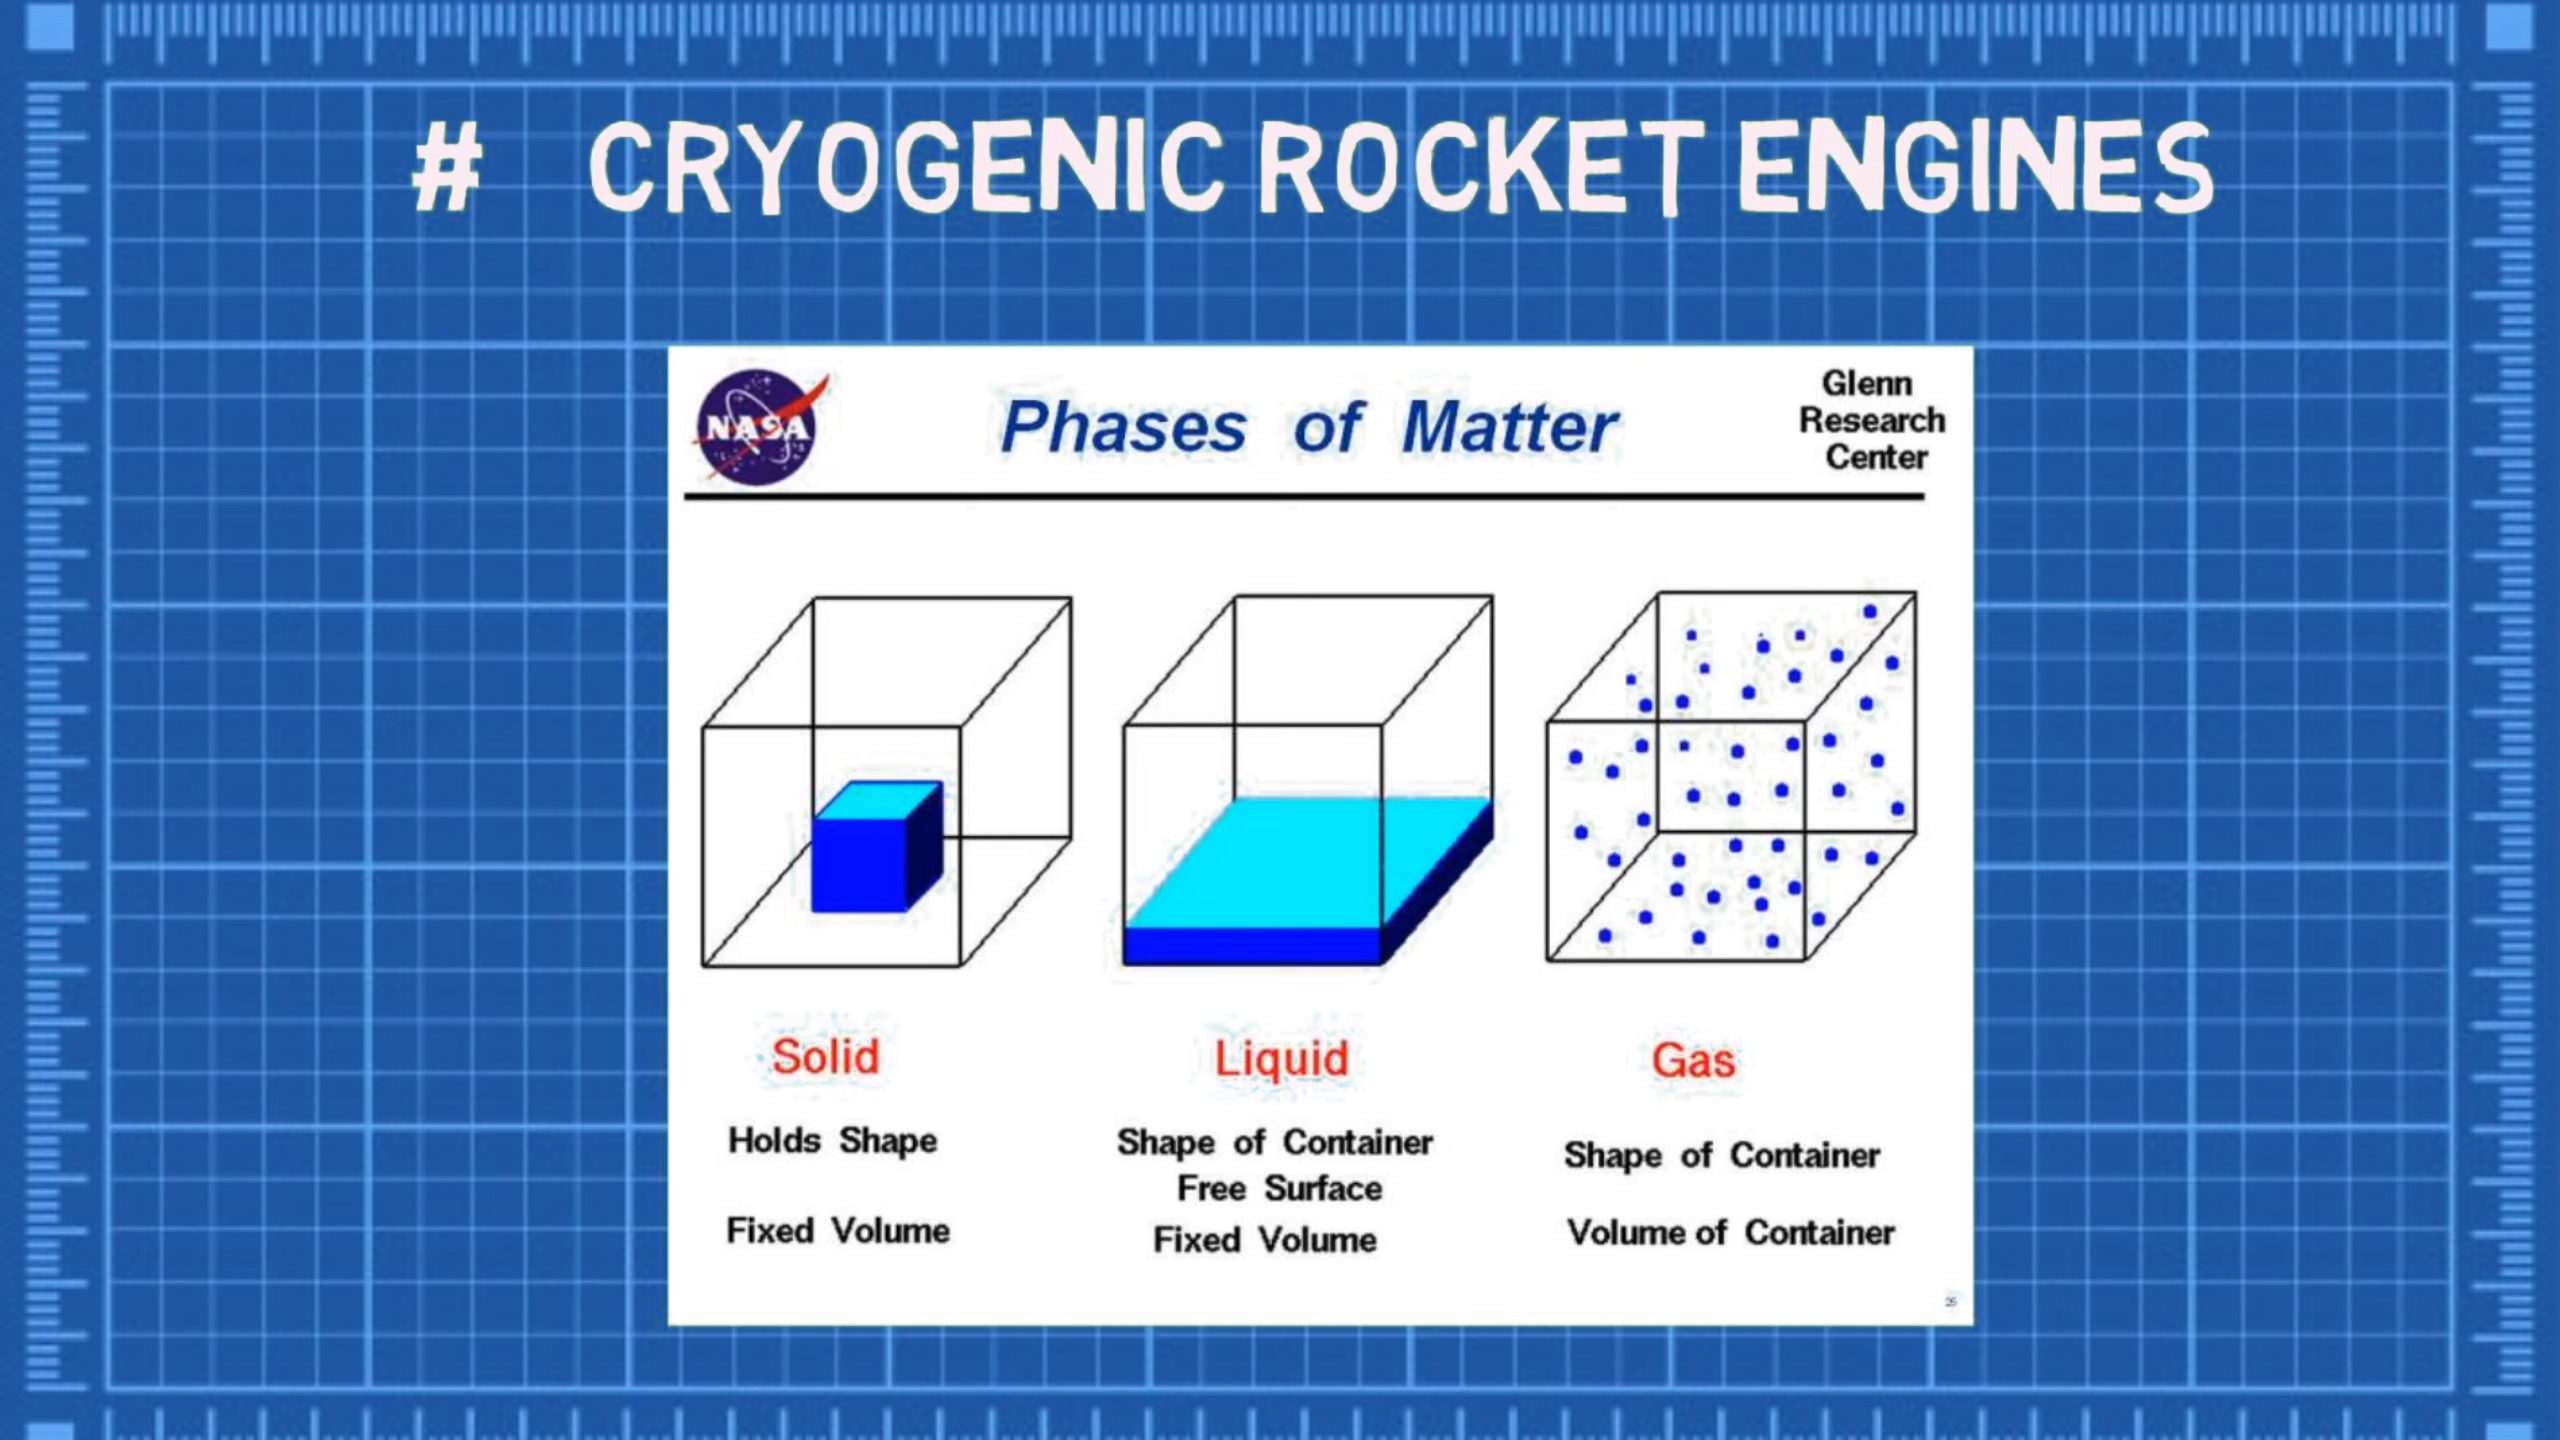 # CRYOGENIC ROCKET ENGINES
NASA
Phases of Matter
Glenn
Research
Center
Solid
Holds Shape
Fixed Volume
Liquid
Shape of Container
Free Surface
Fixed Volume
Gas
Shape of Container
Volume of Container